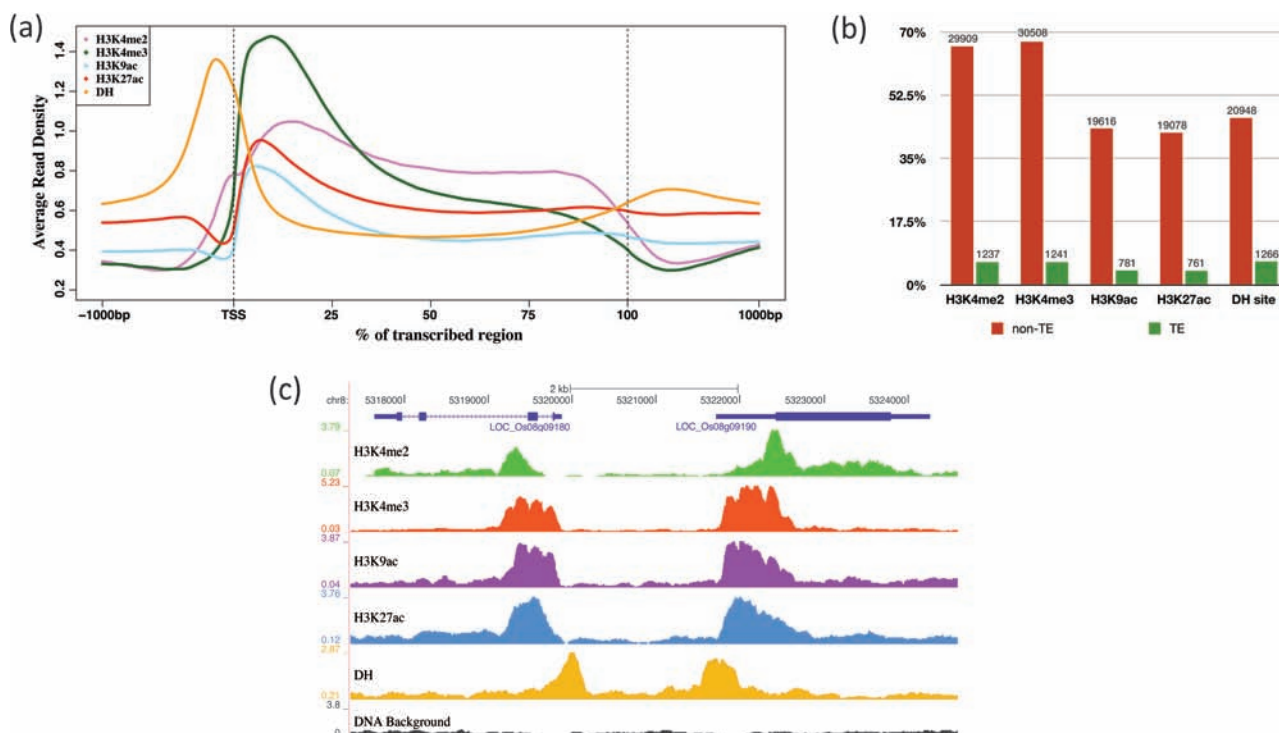 (a)
H3K4me2
H3K4me3
H3K9ac
H3K27ac
DH
Average Read Density
1.4
1.2
1.0
0.8
0.6
0.4
0.2
−1000bp TSS 25 50 75 100 1000bp
% of transcribed region
(b)
70%
52.5%
35%
17.5%
0%
29909 30508 19616 19078 20948
1237 1241 781 761 1266
H3K4me2 H3K4me3 H3K9ac H3K27ac DH site
non-TE TE
(c)
2 kb
chr8: 5318000 5319000 5320000 5321000 5322000 5323000 5324000
LOC_Os08g09180 LOC_Os08g09190
3.79
H3K4me2
0.07
5.23
H3K4me3
0.03
3.87
H3K9ac
0.04
3.76
H3K27ac
0.12
2.87
DH
0.21
3.8
DNA Background